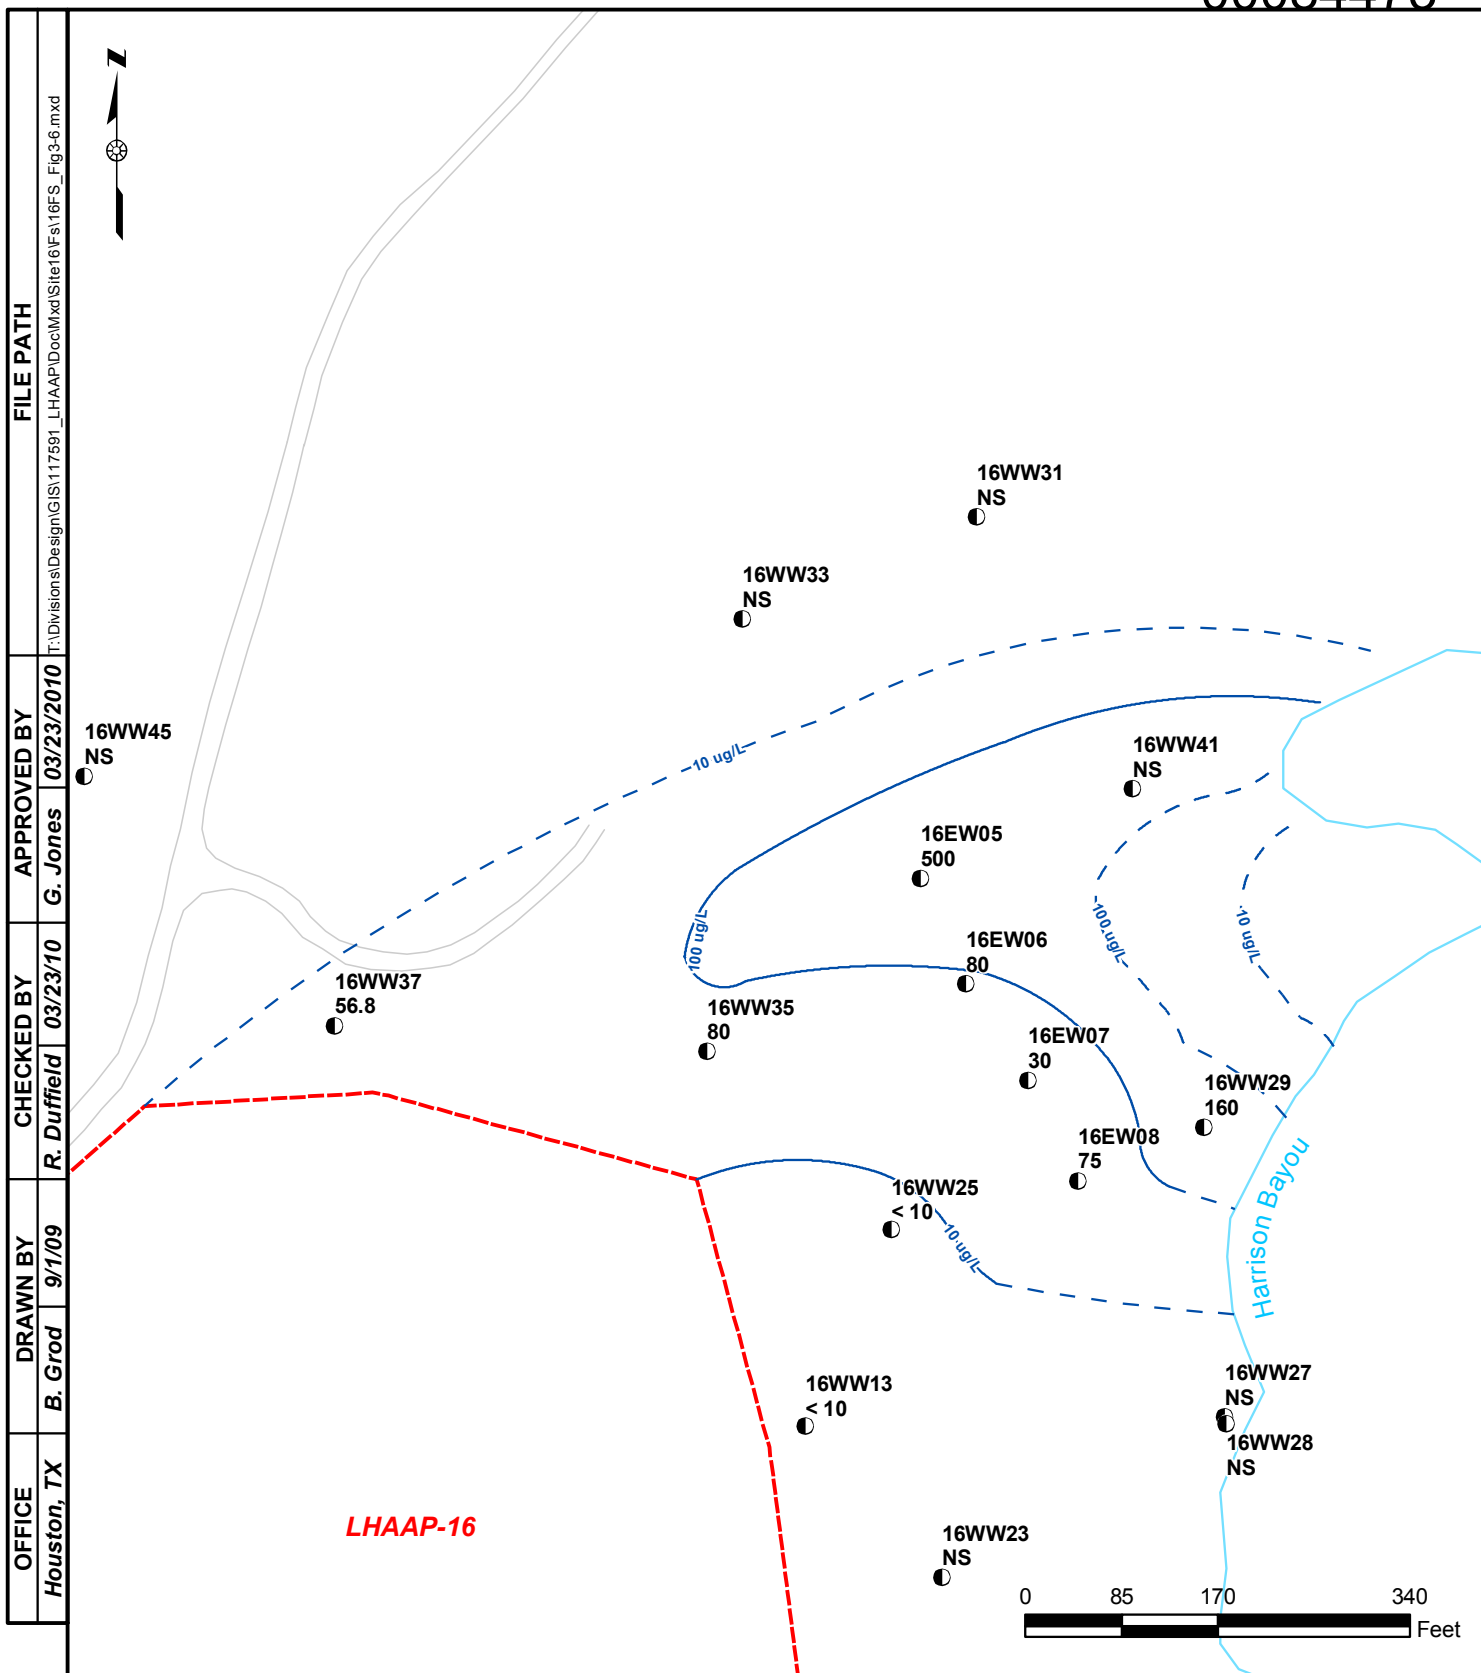 FILE PATH
T:\Divisions\Design\GIS\117591_LHAAP\Doc\Mxd\Site16\Fs\16FS_Fig3-6.mxd
APPROVED BY
G. Jones 03/23/2010
CHECKED BY
R. Duffield 03/23/10
DRAWN BY
B. Grod 9/1/09
OFFICE
Houston, TX
16WW31
NS
16WW33
NS
16WW45
NS
10 ug/L
16WW41
NS
16EW05
500
100 ug/L
100 ug/L
10 ug/L
16EW06
80
16WW37
56.8
16WW35
80
16EW07
30
16WW29
160
16EW08
75
16WW25
< 10
10 ug/L
Harrison Bayou
16WW13
< 10
16WW27
NS
16WW28
NS
LHAAP-16
16WW23
NS
0 85 170 340
Feet